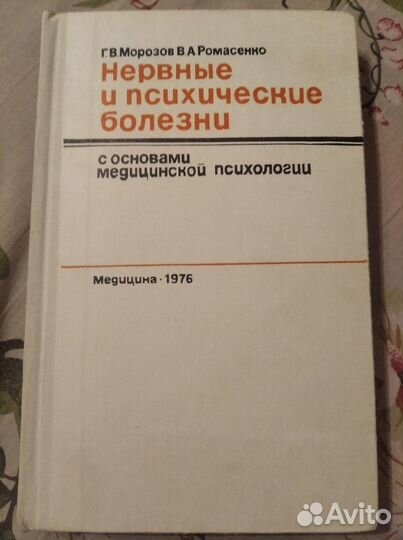 Г.В.Морозов В.А.Ромасенко
Нервные
и психические
болезни
с основами
медицинской психологии
Медицина·1976
Avito